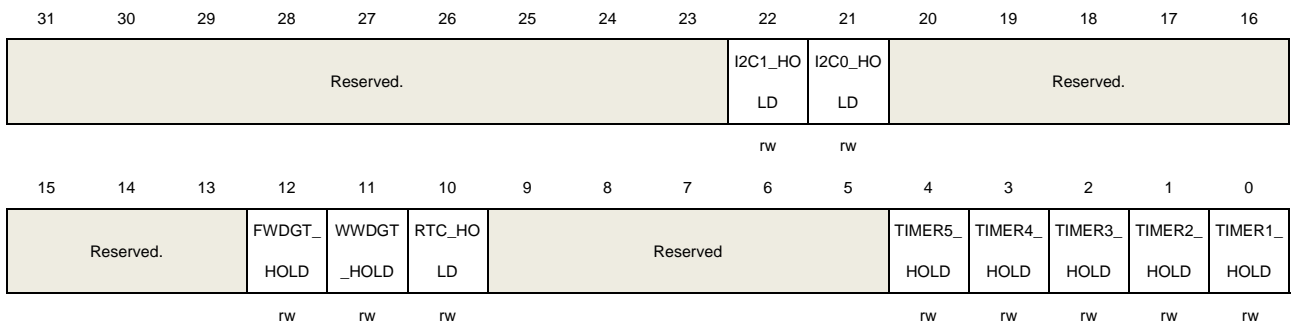 31 30 29 28 27 26 25 24 23 22 21 20 19 18 17 16
Reserved. I2C1_HO I2C0_HO Reserved.
LD LD
rw rw
15 14 13 12 11 10 9 8 7 6 5 4 3 2 1 0
Reserved. FWDGT_ WWDGT RTC_HO Reserved TIMER5_ TIMER4_ TIMER3_ TIMER2_ TIMER1_
HOLD _HOLD LD HOLD HOLD HOLD HOLD HOLD
rw rw rw rw rw rw rw rw